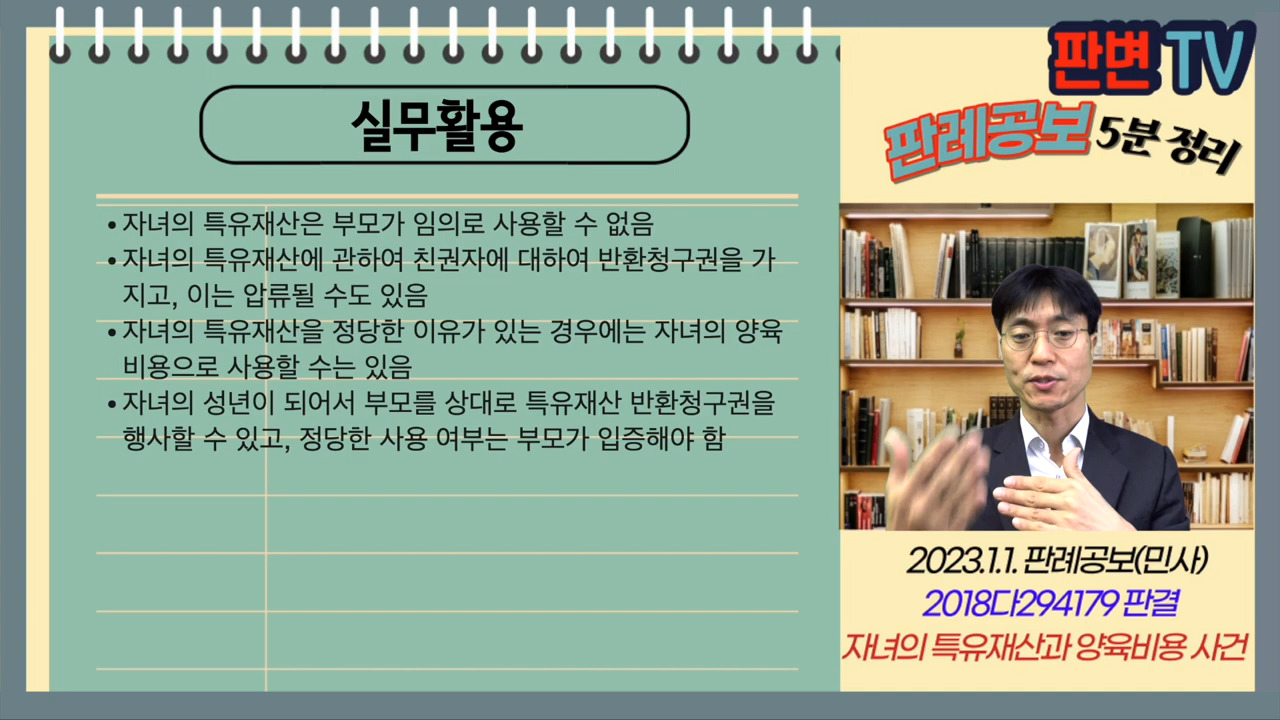 실무활용
•자녀의 특유재산은 부모가 임의로 사용할 수 없음
•자녀의 특유재산에 관하여 친권자에 대하여 반환청구권을 가
지고, 이는 압류될 수도 있음
•자녀의 특유재산을 정당한 이유가 있는 경우에는 자녀의 양육
비용으로 사용할 수는 있음
•자녀의 성년이 되어서 부모를 상대로 특유재산 반환청구권을
행사할 수 있고, 정당한 사용 여부는 부모가 입증해야 함
판변 TV
판례공보 5분 정리
2023.1.1. 판례공보(민사)
2018다294179 판결
자녀의 특유재산과 양육비용 사건